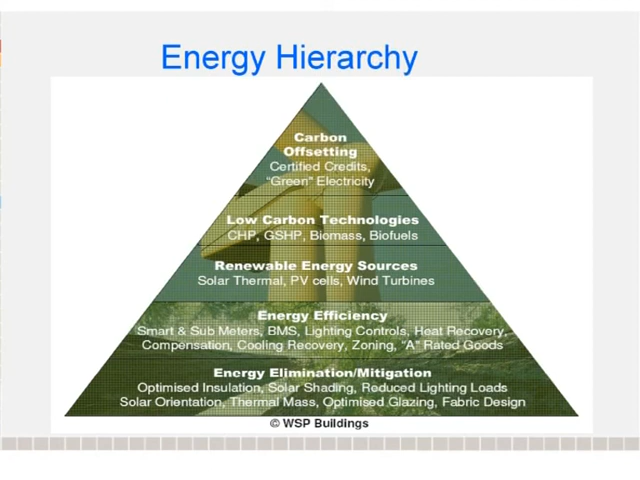 Energy Hierarchy
Carbon
Offsetting
Certified Credits,
"Green" Electricity
Low Carbon Technologies
CHP, GSHP, Biomass, Biofuels
Renewable Energy Sources
Solar Thermal, PV cells, Wind Turbines
Energy Efficiency
Smart & Sub Meters, BMS, Lighting Controls, Heat Recovery,
Compensation, Cooling Recovery, Zoning, "A" Rated Goods
Energy Elimination/Mitigation
Optimised Insulation, Solar Shading, Reduced Lighting Loads
Solar Orientation, Thermal Mass, Optimised Glazing, Fabric Design
© WSP Buildings